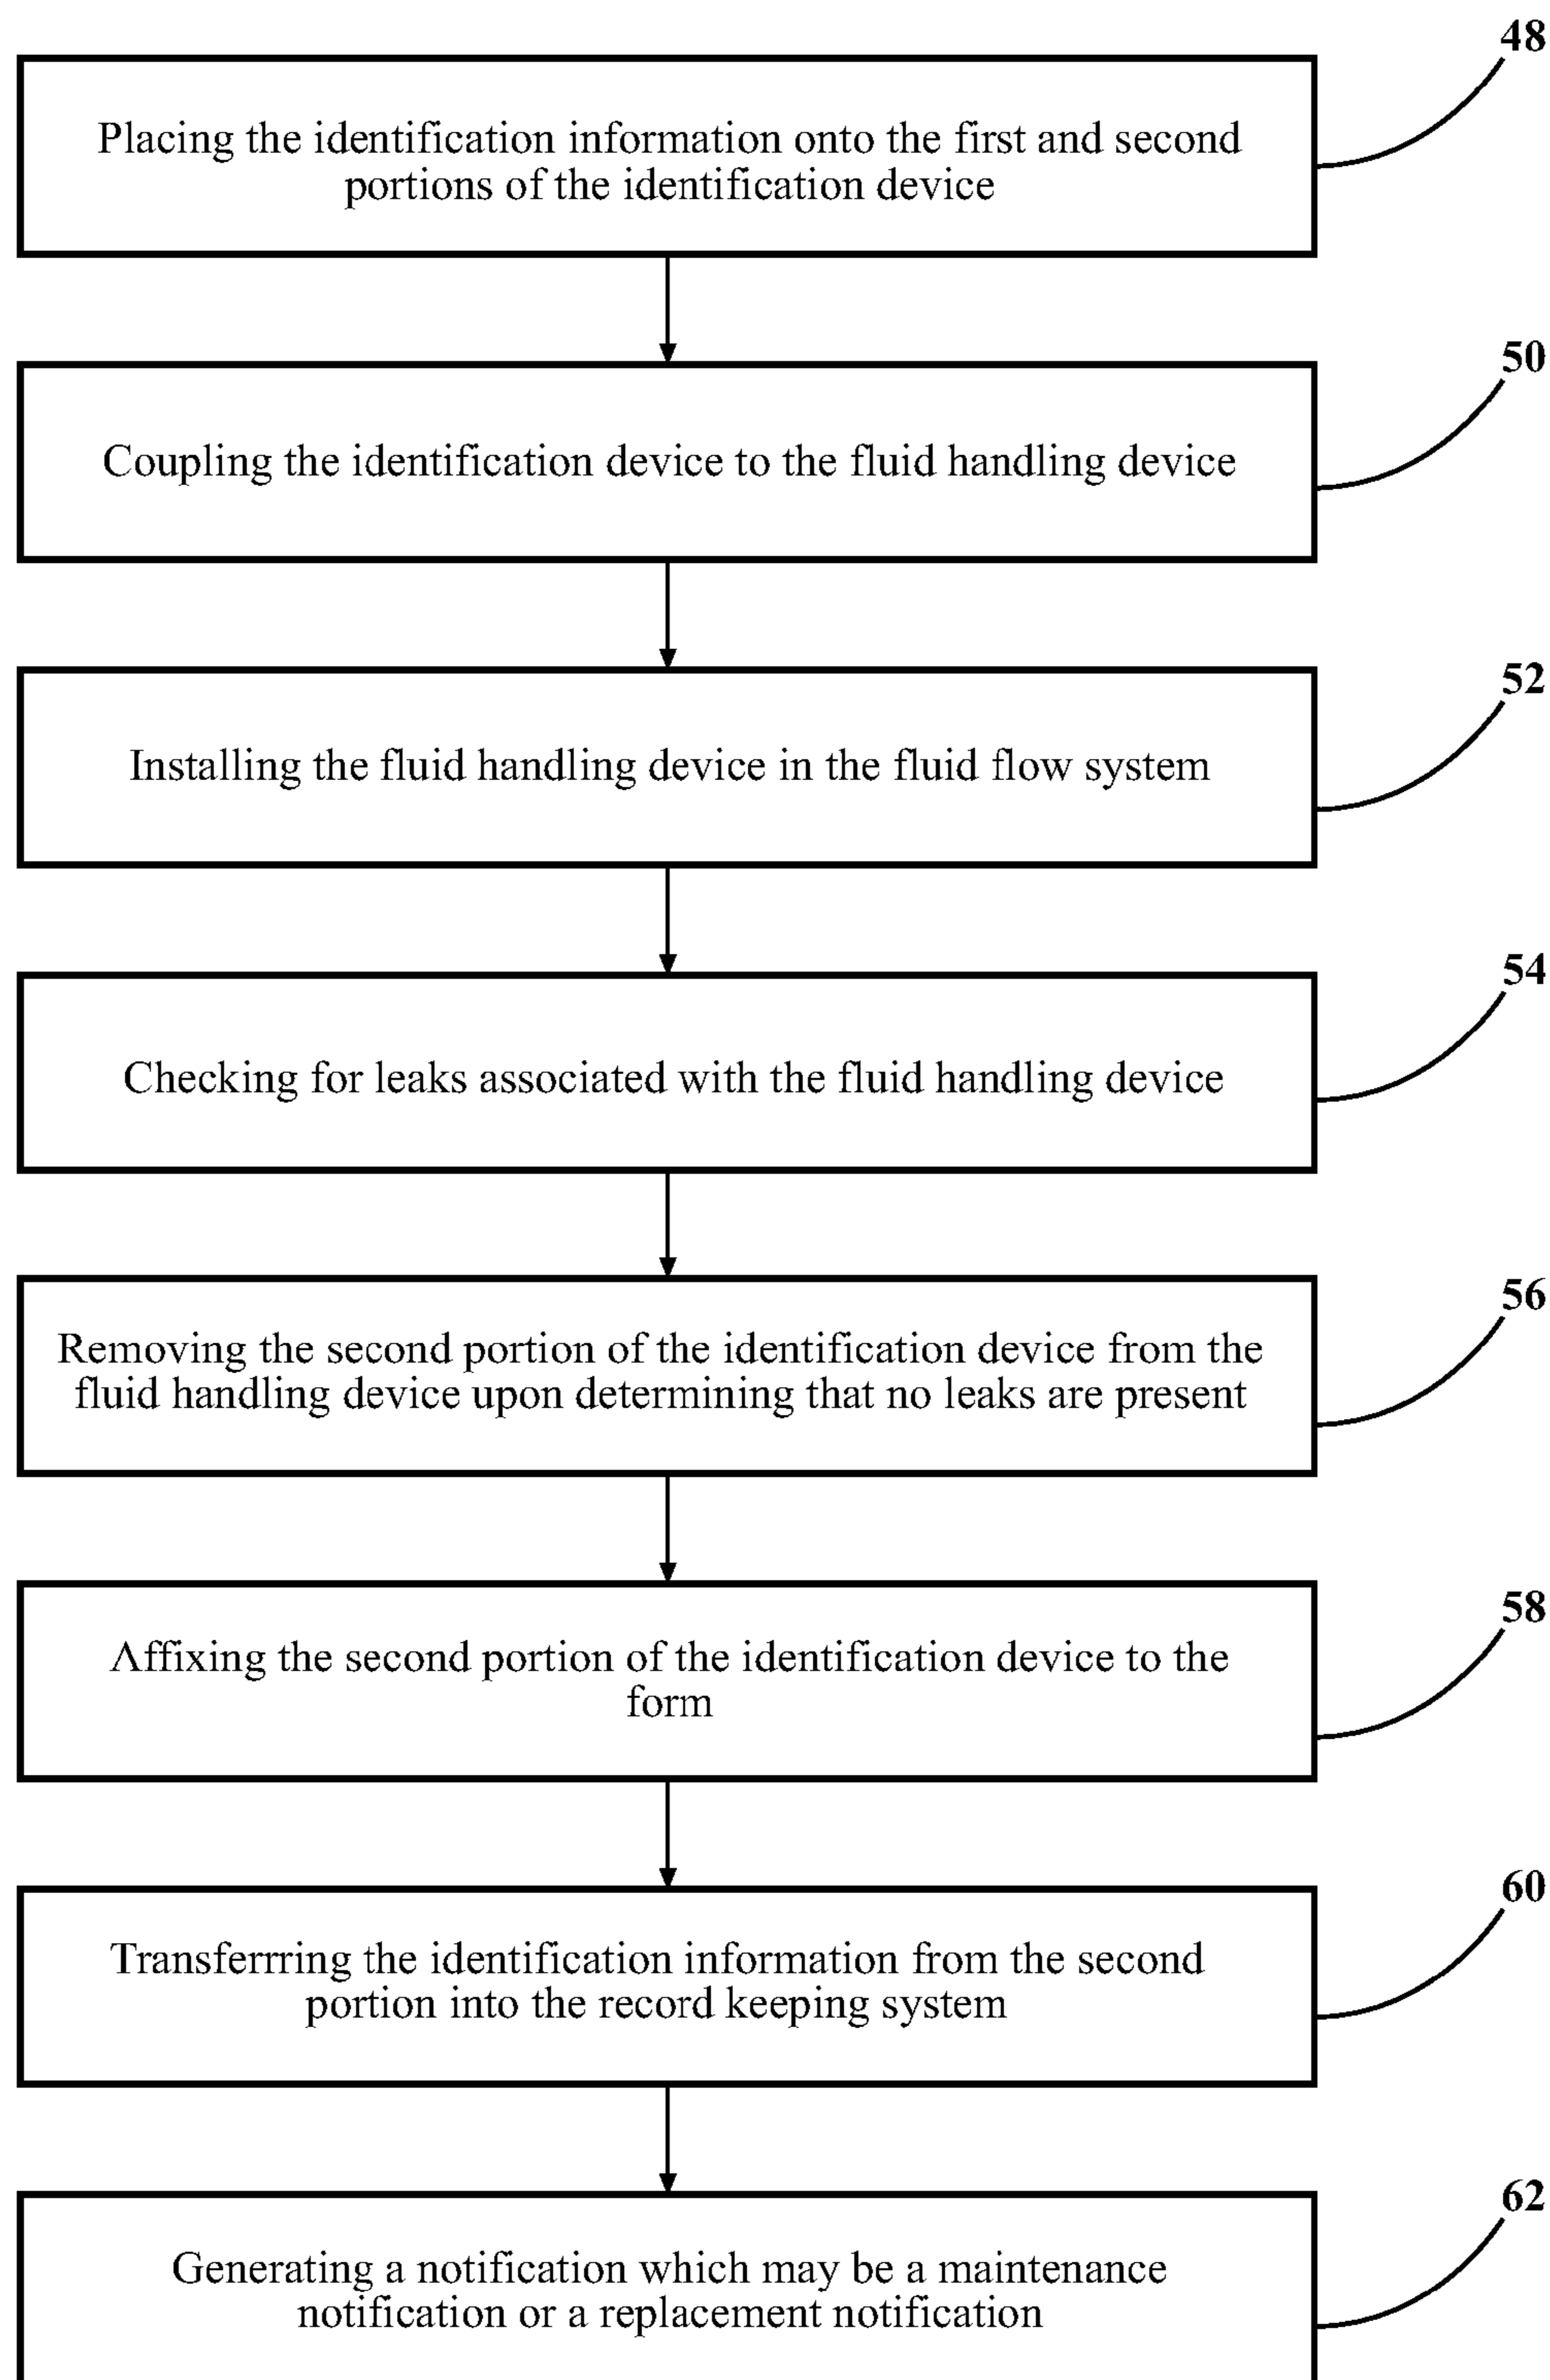 48
Placing the identification information onto the first and second
portions of the identification device
50
Coupling the identification device to the fluid handling device
52
Installing the fluid handling device in the fluid flow system
54
Checking for leaks associated with the fluid handling device
56
Removing the second portion of the identification device from the
fluid handling device upon determining that no leaks are present
58
Affixing the second portion of the identification device to the
form
60
Transferrring the identification information from the second
portion into the record keeping system
62
Generating a notification which may be a maintenance
notification or a replacement notification